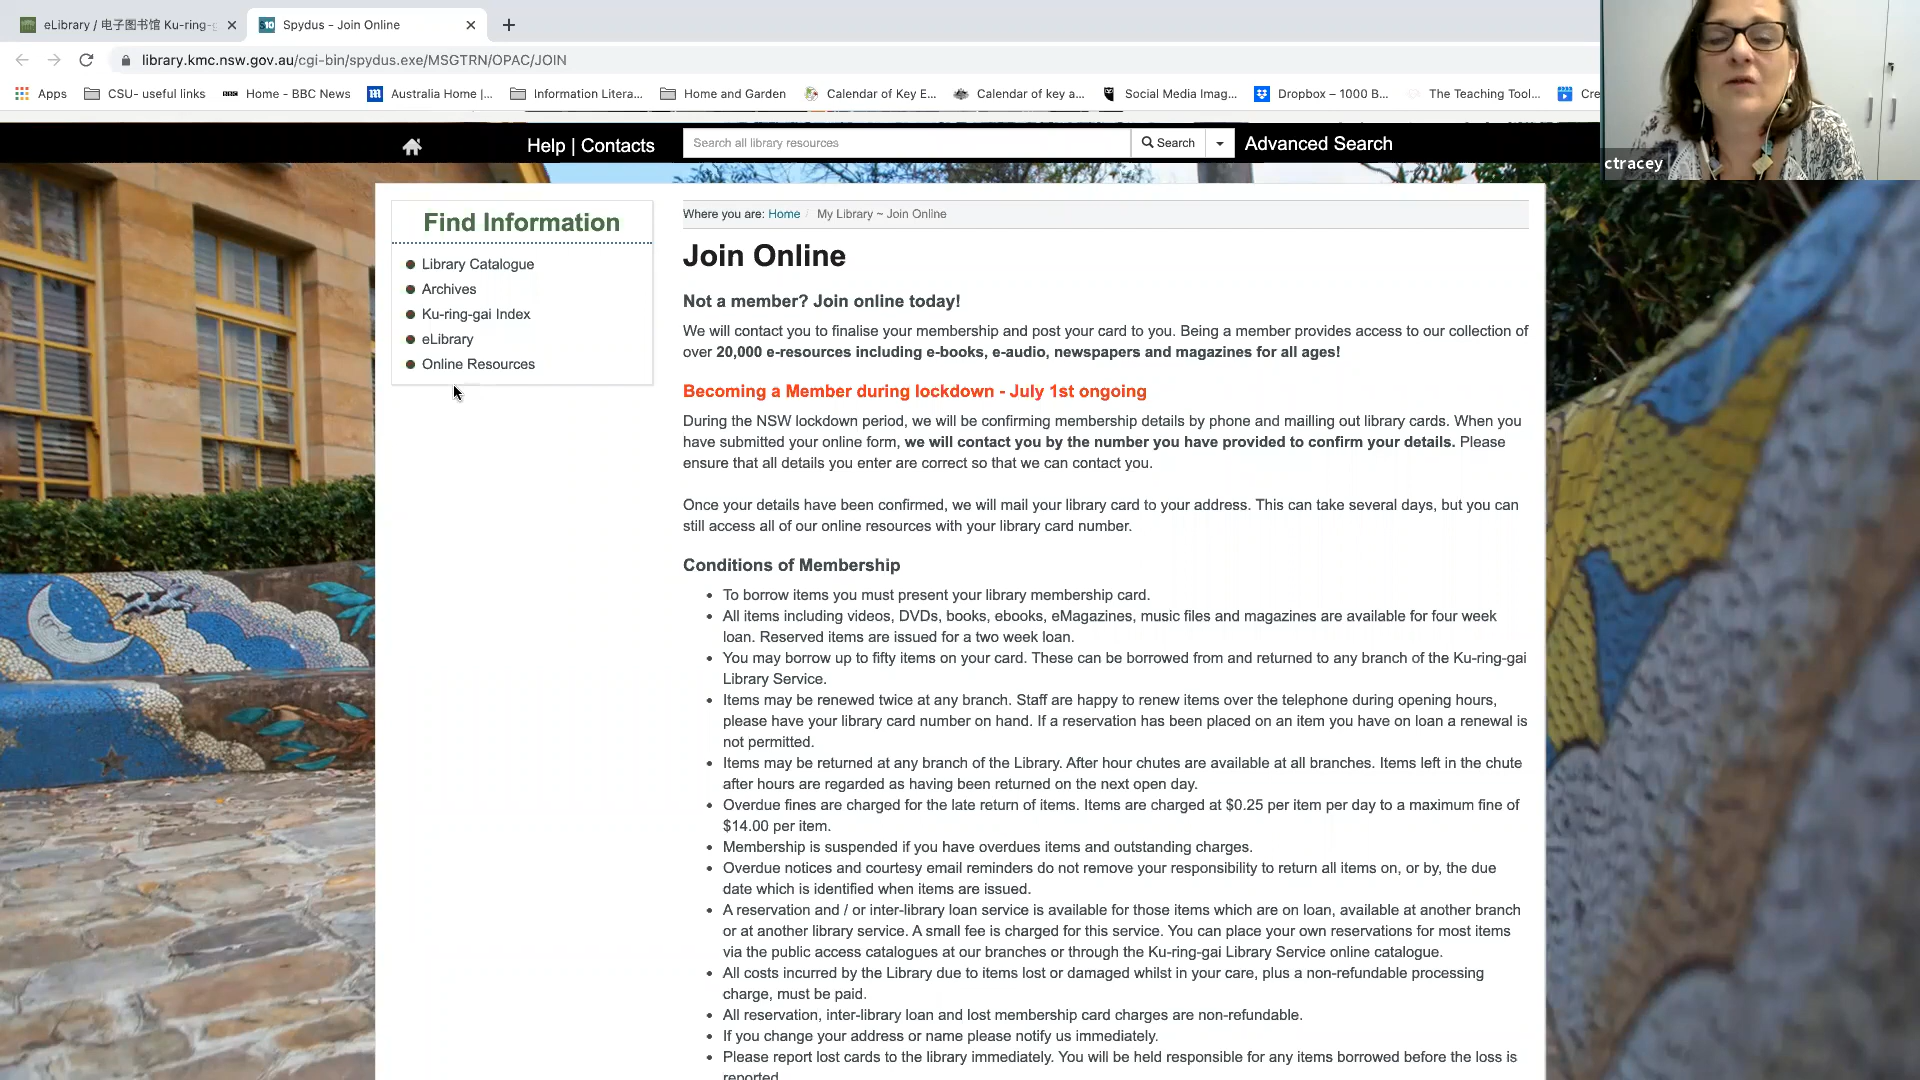 eLibrary / 电子图书馆 Ku-ring-g
Spydus - Join Online
library.kmc.nsw.gov.au/cgi-bin/spydus.exe/MSGTRN/OPAC/JOIN
Apps
CSU- useful links
Home - BBC News
Australia Home |...
Information Litera...
Home and Garden
Calendar of Key E...
Calendar of key a...
Social Media Imag...
Dropbox – 1000 B...
The Teaching Tool...
Cre
ctracey
Help | Contacts
Search all library resources
Search
Advanced Search
Find Information
Library Catalogue
Archives
Ku-ring-gai Index
eLibrary
Online Resources
Where you are: Home / My Library ~ Join Online
Join Online
Not a member? Join online today!
We will contact you to finalise your membership and post your card to you. Being a member provides access to our collection of
over 20,000 e-resources including e-books, e-audio, newspapers and magazines for all ages!
Becoming a Member during lockdown - July 1st ongoing
During the NSW lockdown period, we will be confirming membership details by phone and mailling out library cards. When you
have submitted your online form, we will contact you by the number you have provided to confirm your details. Please
ensure that all details you enter are correct so that we can contact you.
Once your details have been confirmed, we will mail your library card to your address. This can take several days, but you can
still access all of our online resources with your library card number.
Conditions of Membership
To borrow items you must present your library membership card.
All items including videos, DVDs, books, ebooks, eMagazines, music files and magazines are available for four week
loan. Reserved items are issued for a two week loan.
You may borrow up to fifty items on your card. These can be borrowed from and returned to any branch of the Ku-ring-gai
Library Service.
Items may be renewed twice at any branch. Staff are happy to renew items over the telephone during opening hours,
please have your library card number on hand. If a reservation has been placed on an item you have on loan a renewal is
not permitted.
Items may be returned at any branch of the Library. After hour chutes are available at all branches. Items left in the chute
after hours are regarded as having been returned on the next open day.
Overdue fines are charged for the late return of items. Items are charged at $0.25 per item per day to a maximum fine of
$14.00 per item.
Membership is suspended if you have overdues items and outstanding charges.
Overdue notices and courtesy email reminders do not remove your responsibility to return all items on, or by, the due
date which is identified when items are issued.
A reservation and / or inter-library loan service is available for those items which are on loan, available at another branch
or at another library service. A small fee is charged for this service. You can place your own reservations for most items
via the public access catalogues at our branches or through the Ku-ring-gai Library Service online catalogue.
All costs incurred by the Library due to items lost or damaged whilst in your care, plus a non-refundable processing
charge, must be paid.
All reservation, inter-library loan and lost membership card charges are non-refundable.
If you change your address or name please notify us immediately.
Please report lost cards to the library immediately. You will be held responsible for any items borrowed before the loss is
reported.